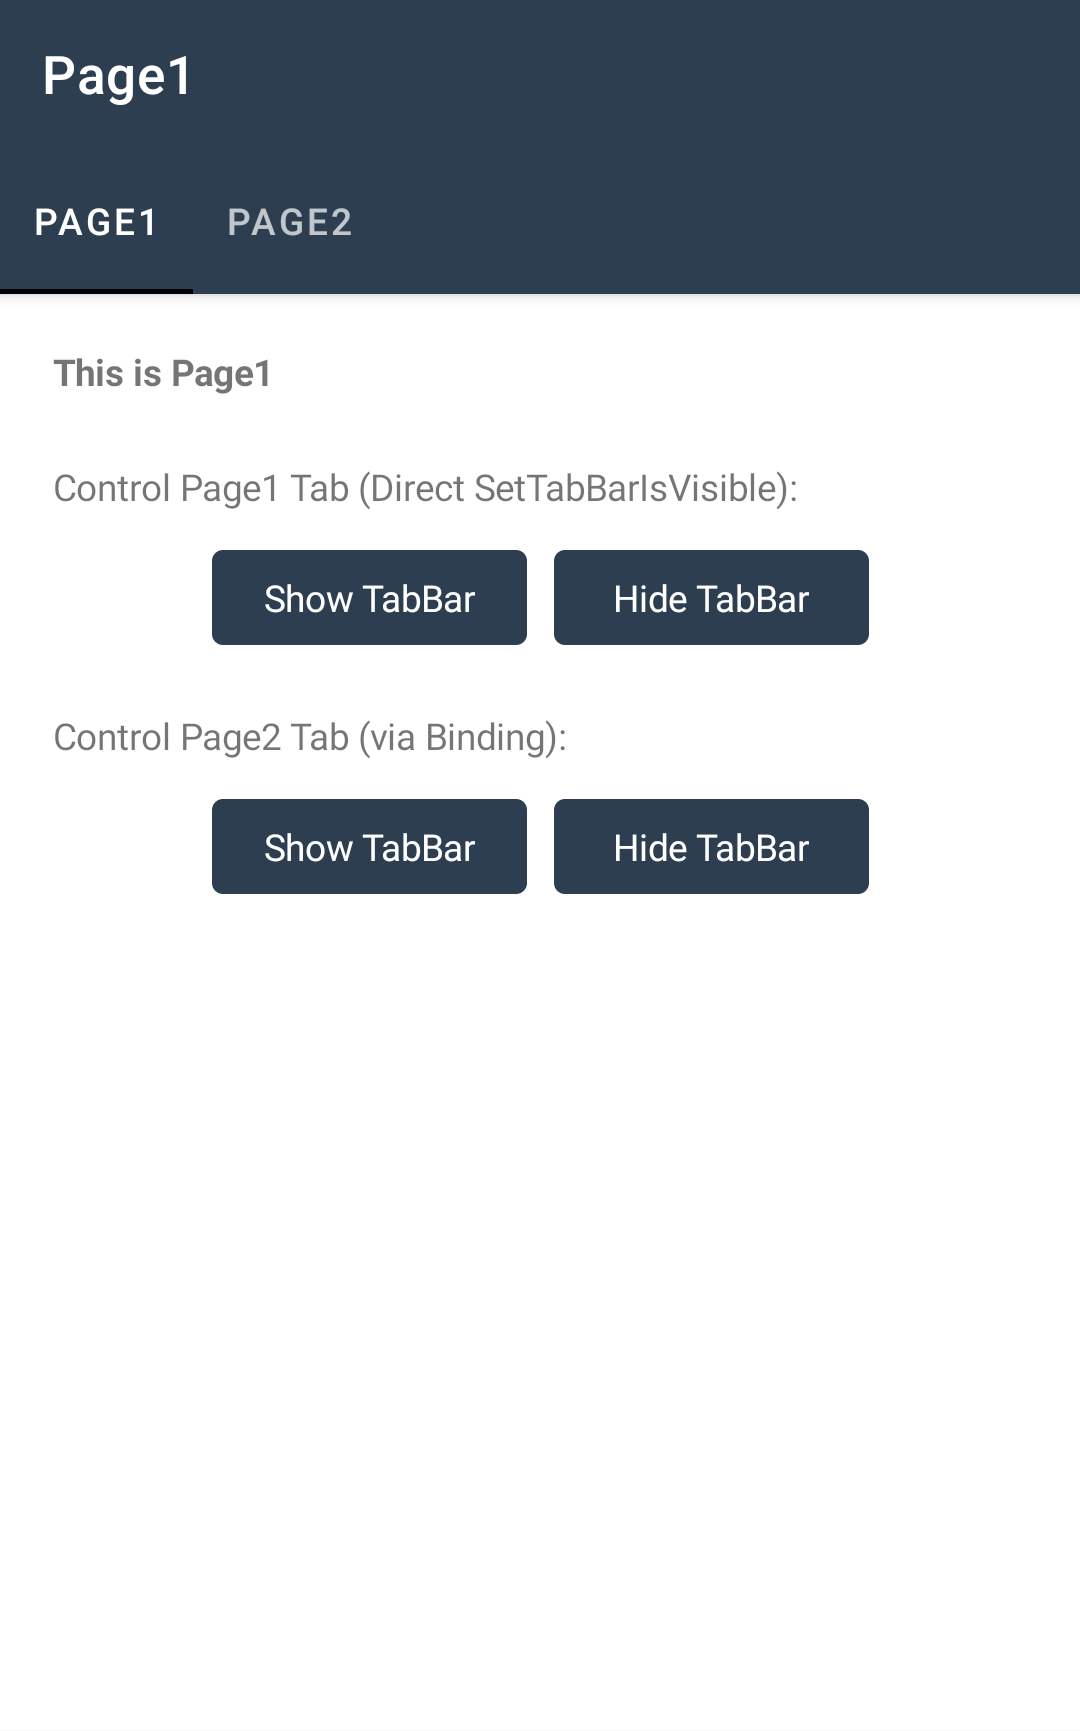 Page1
PAGE1 PAGE2
This is Page1
Control Page1 Tab (Direct SetTabBarIsVisible):
Show TabBar Hide TabBar
Control Page2 Tab (via Binding):
Show TabBar Hide TabBar